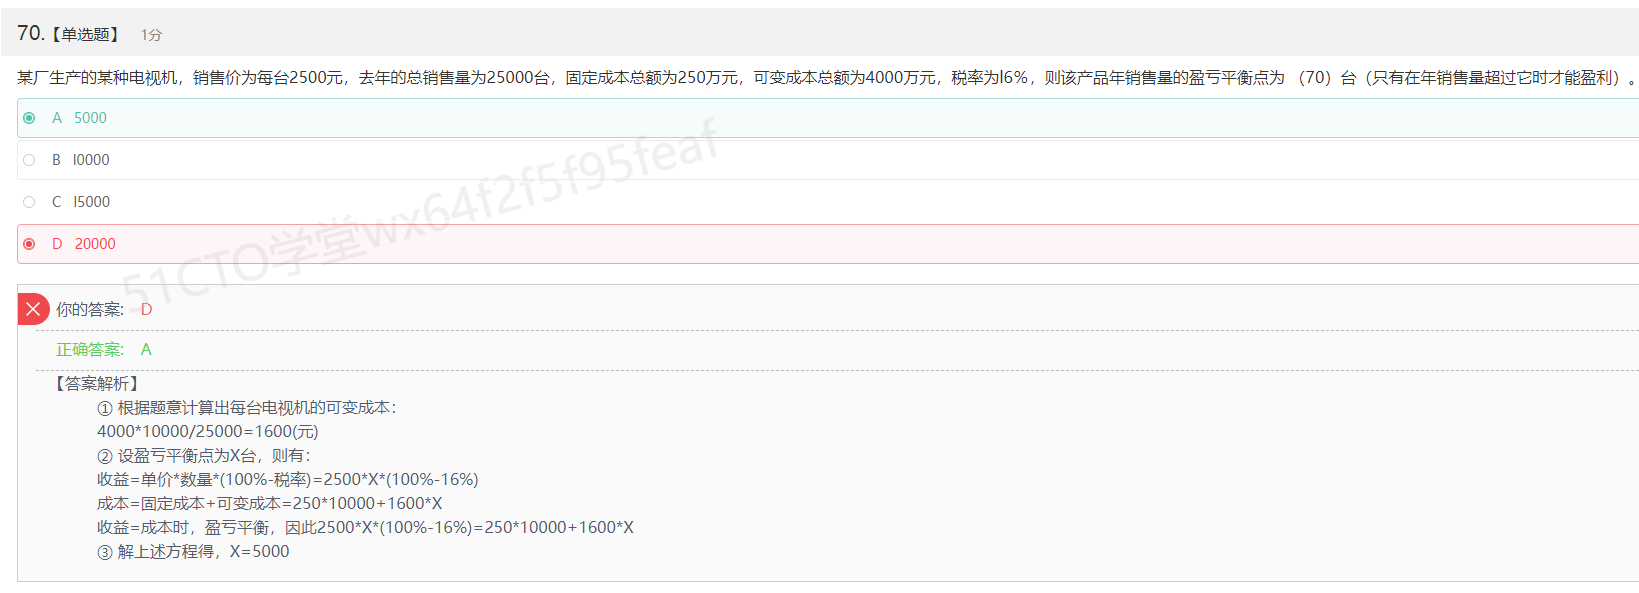 70.【单选题】 1分
某厂生产的某种电视机，销售价为每台2500元，去年的总销售量为25000台，固定成本总额为250万元，可变成本总额为4000万元，税率为l6%，则该产品年销售量的盈亏平衡点为 （70）台（只有在年销售量超过它时才能盈利）。
A 5000
B l0000
C l5000
D 20000
51CTO学堂wx64f2f5f95feaf
你的答案: D
正确答案: A
【答案解析】
① 根据题意计算出每台电视机的可变成本：
4000*10000/25000=1600(元)
② 设盈亏平衡点为X台，则有：
收益=单价*数量*(100%-税率)=2500*X*(100%-16%)
成本=固定成本+可变成本=250*10000+1600*X
收益=成本时，盈亏平衡，因此2500*X*(100%-16%)=250*10000+1600*X
③ 解上述方程得，X=5000